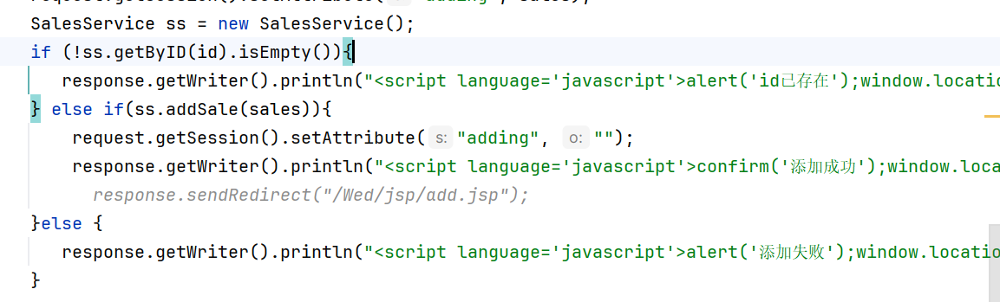 SalesService ss = new SalesService();
if (!ss.getByID(id).isEmpty()){
response.getWriter().println("<script language='javascript'>alert('id已存在');window.locatio
} else if(ss.addSale(sales)){
request.getSession().setAttribute( s: "adding", o: "");
response.getWriter().println("<script language='javascript'>confirm('添加成功');window.loca
response.sendRedirect("/Wed/jsp/add.jsp");
}else {
response.getWriter().println("<script language='javascript'>alert('添加失败');window.locatio
}